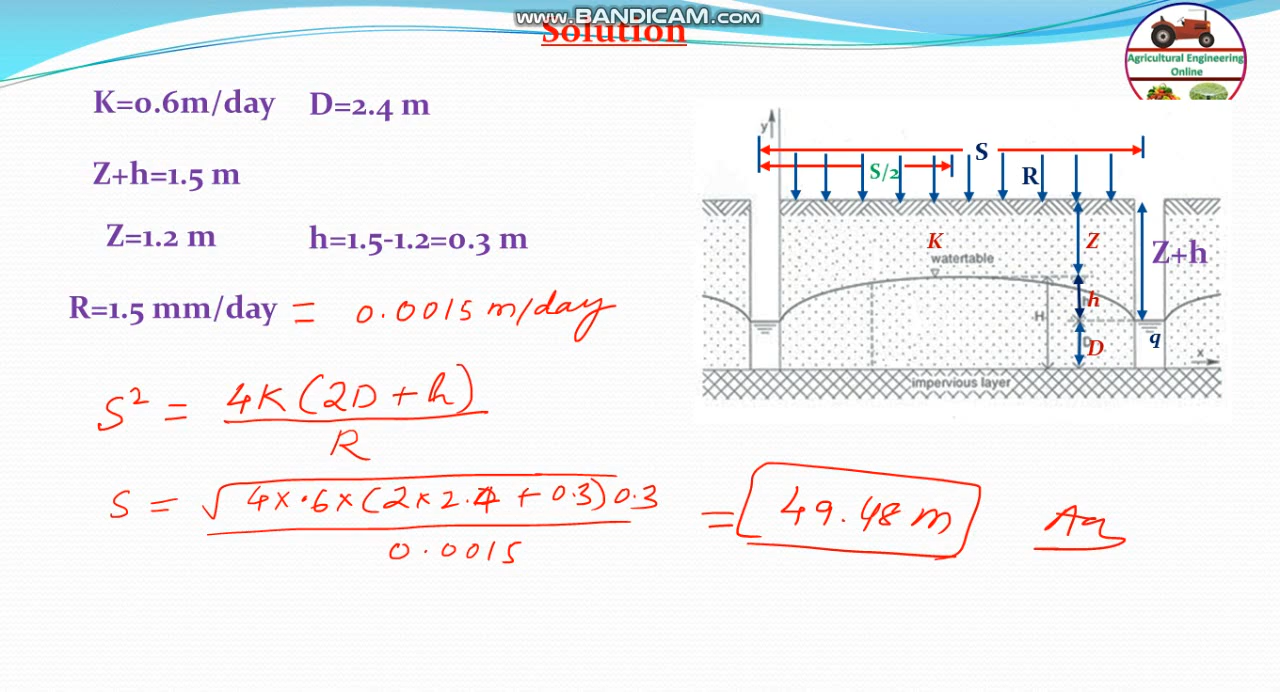 www.BANDICAM.com
Solution
Agricultural Engineering
Online
K=0.6m/day D=2.4 m
Z+h=1.5 m
Z=1.2 m h=1.5-1.2=0.3 m
R=1.5 mm/day = 0.0015 m/day
S² = 4K(2D+h)
R
S = √4×.6×(2×2.4+0.3)0.3
0.0015
= 49.48 m
y
S
S/2
R
K
Z
Z+h
watertable
h
H
D
q
x
impervious layer